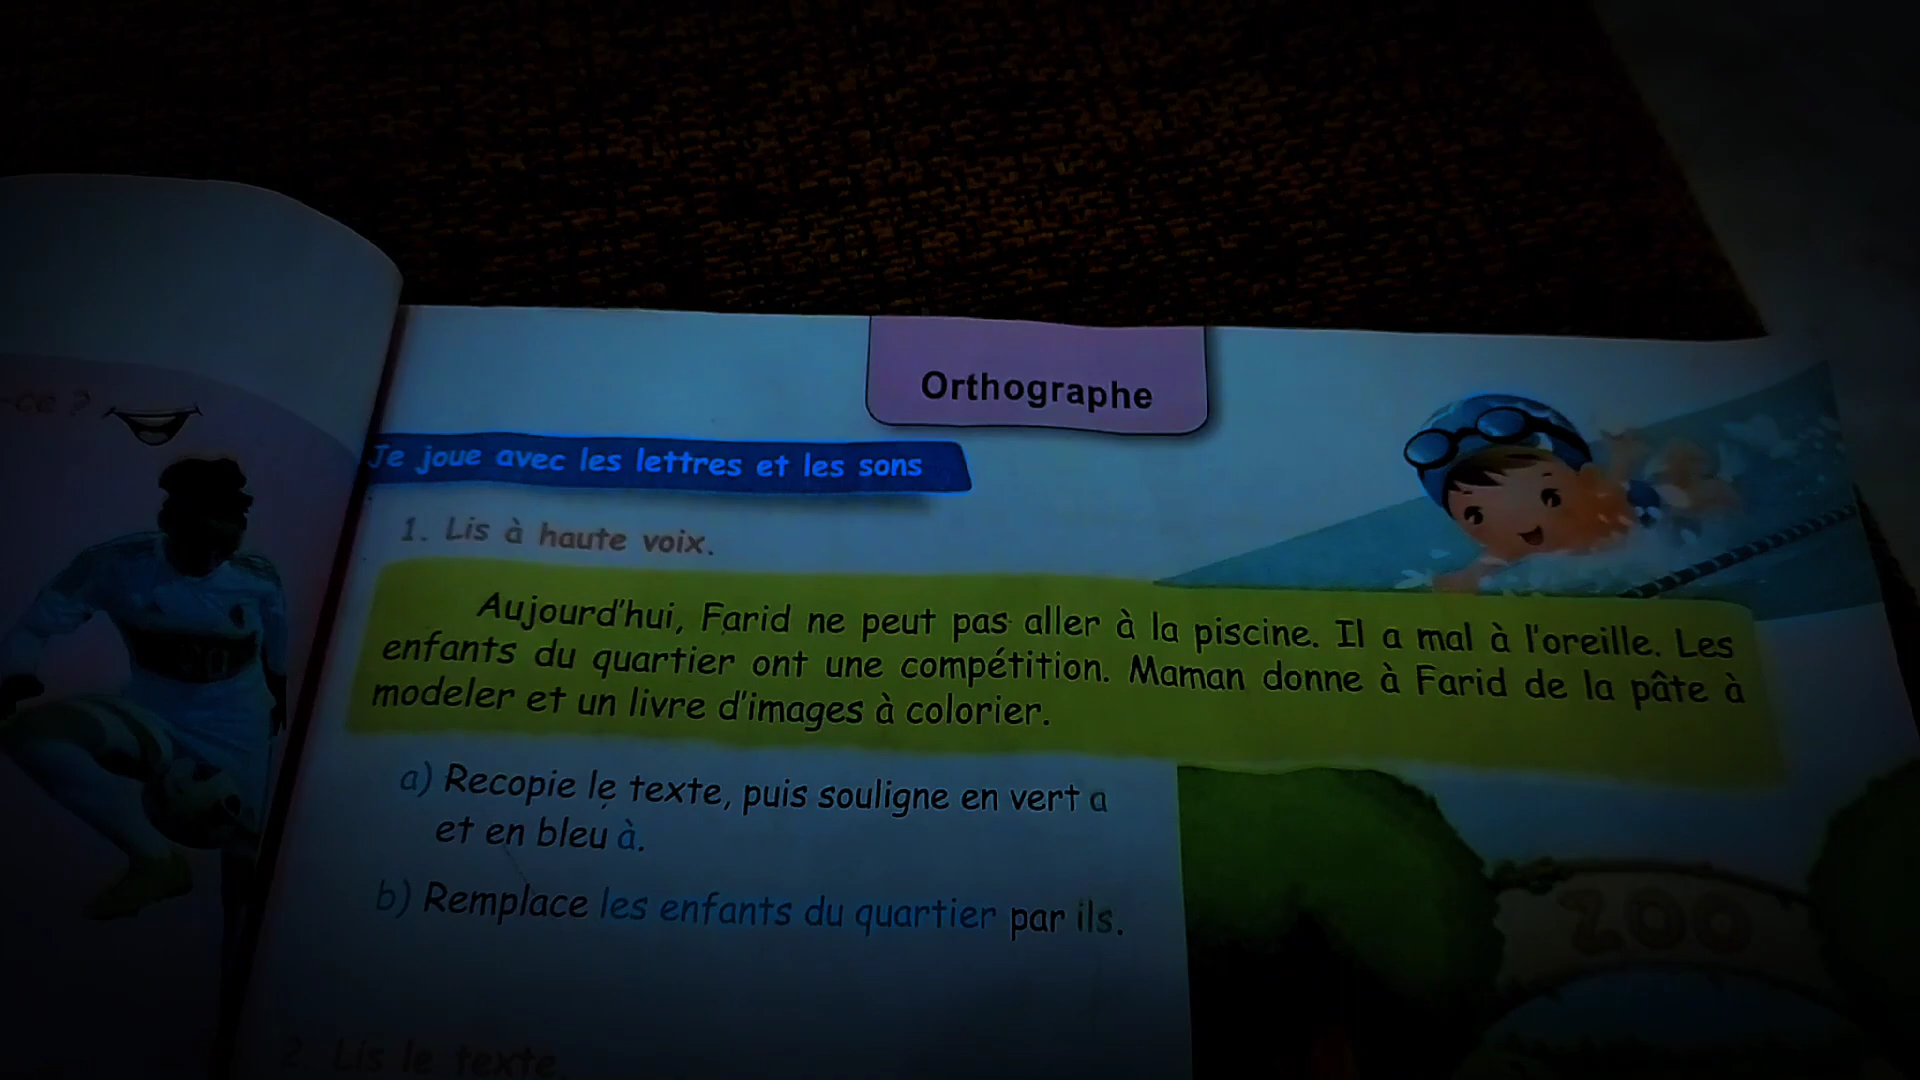 -ce ?
Orthographe
Je joue avec les lettres et les sons
1. Lis à haute voix.
Aujourd'hui, Farid ne peut pas aller à la piscine. Il a mal à l'oreille. Les
enfants du quartier ont une compétition. Maman donne à Farid de la pâte à
modeler et un livre d'images à colorier.
a) Recopie le texte, puis souligne en vert a
et en bleu à.
b) Remplace les enfants du quartier par ils.
ZOO
2. Lis le texte.